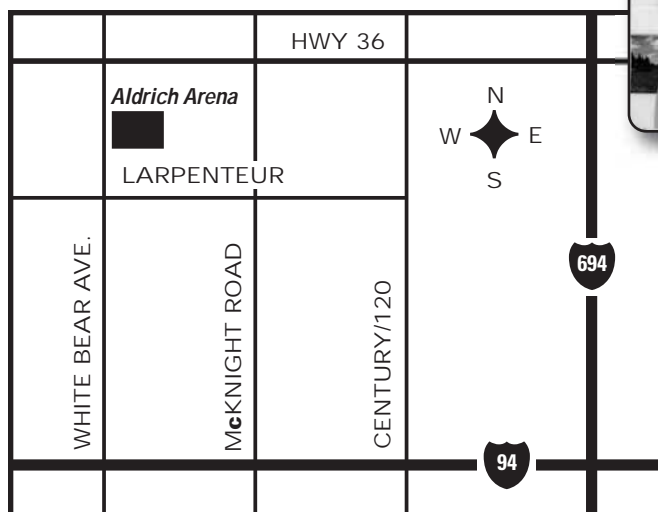 HWY 36
Aldrich Arena
N
W E
S
LARPENTEUR
694
WHITE BEAR AVE.
McKNIGHT ROAD
CENTURY/120
94